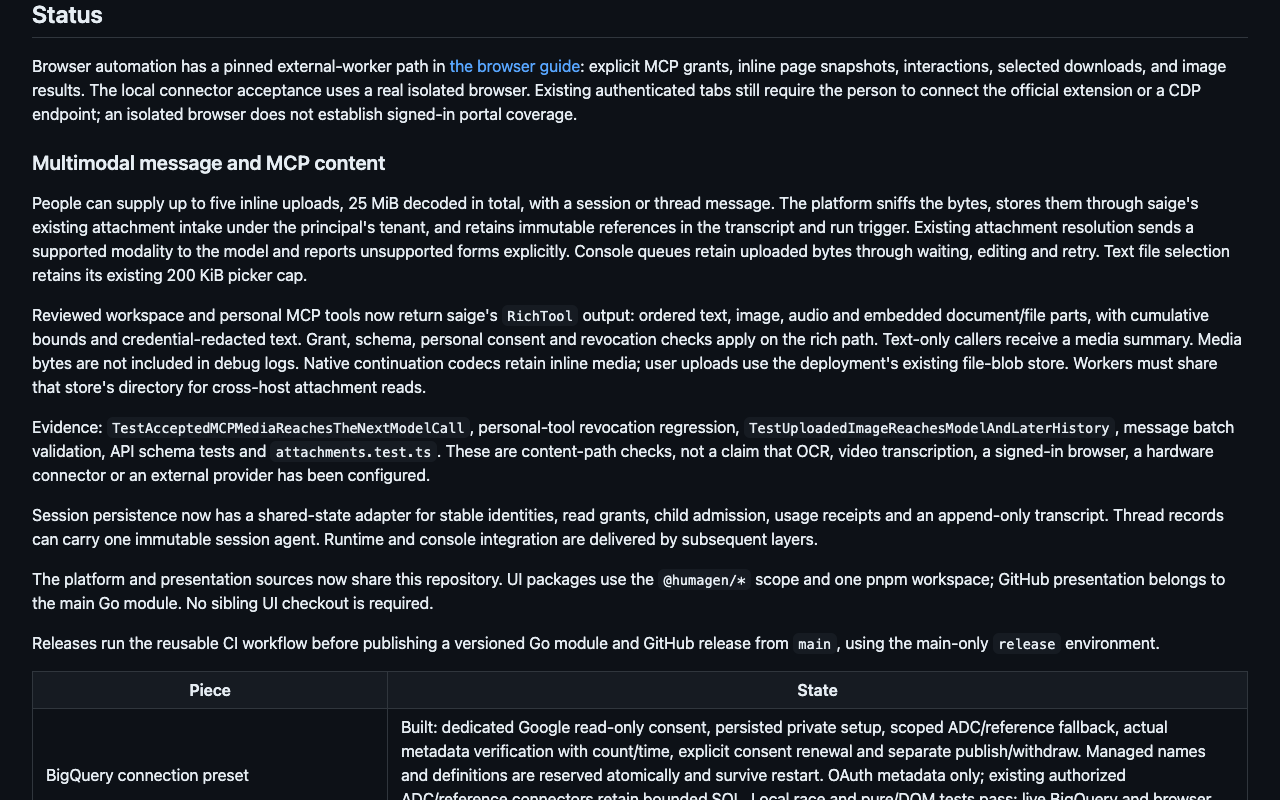 Status
Browser automation has a pinned external-worker path in the browser guide: explicit MCP grants, inline page snapshots, interactions, selected downloads, and image
results. The local connector acceptance uses a real isolated browser. Existing authenticated tabs still require the person to connect the official extension or a CDP
endpoint; an isolated browser does not establish signed-in portal coverage.
Multimodal message and MCP content
People can supply up to five inline uploads, 25 MiB decoded in total, with a session or thread message. The platform sniffs the bytes, stores them through saige's
existing attachment intake under the principal's tenant, and retains immutable references in the transcript and run trigger. Existing attachment resolution sends a
supported modality to the model and reports unsupported forms explicitly. Console queues retain uploaded bytes through waiting, editing and retry. Text file selection
retains its existing 200 KiB picker cap.
Reviewed workspace and personal MCP tools now return saige's RichTool output: ordered text, image, audio and embedded document/file parts, with cumulative
bounds and credential-redacted text. Grant, schema, personal consent and revocation checks apply on the rich path. Text-only callers receive a media summary. Media
bytes are not included in debug logs. Native continuation codecs retain inline media; user uploads use the deployment's existing file-blob store. Workers must share
that store's directory for cross-host attachment reads.
Evidence: TestAcceptedMCPMediaReachesTheNextModelCall, personal-tool revocation regression, TestUploadedImageReachesModelAndLaterHistory, message batch
validation, API schema tests and attachments.test.ts. These are content-path checks, not a claim that OCR, video transcription, a signed-in browser, a hardware
connector or an external provider has been configured.
Session persistence now has a shared-state adapter for stable identities, read grants, child admission, usage receipts and an append-only transcript. Thread records
can carry one immutable session agent. Runtime and console integration are delivered by subsequent layers.
The platform and presentation sources now share this repository. UI packages use the @humagen/* scope and one pnpm workspace; GitHub presentation belongs to
the main Go module. No sibling UI checkout is required.
Releases run the reusable CI workflow before publishing a versioned Go module and GitHub release from main, using the main-only release environment.
Piece State
Built: dedicated Google read-only consent, persisted private setup, scoped ADC/reference fallback, actual
metadata verification with count/time, explicit consent renewal and separate publish/withdraw. Managed names
BigQuery connection preset
and definitions are reserved atomically and survive restart. OAuth metadata only; existing authorized
ADC/reference connectors retain bounded SQL. Local race and pure/DOM tests pass; live BigQuery and browser